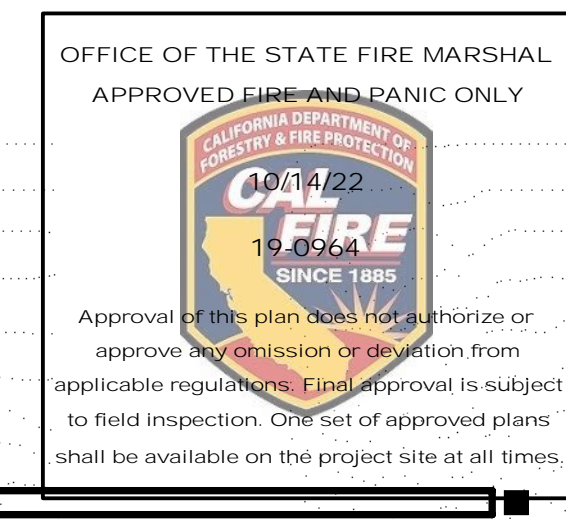 OFFICE OF THE STATE FIRE MARSHAL
APPROVED FIRE AND PANIC ONLY
CALIFORNIA DEPARTMENT OF
FORESTRY & FIRE PROTECTION
10/14/22
CAL
19-0964
FIRE
SINCE 1885
Approval of this plan does not authorize or
approve any omission or deviation from
applicable regulations. Final approval is subject
to field inspection. One set of approved plans
shall be available on the project site at all times.